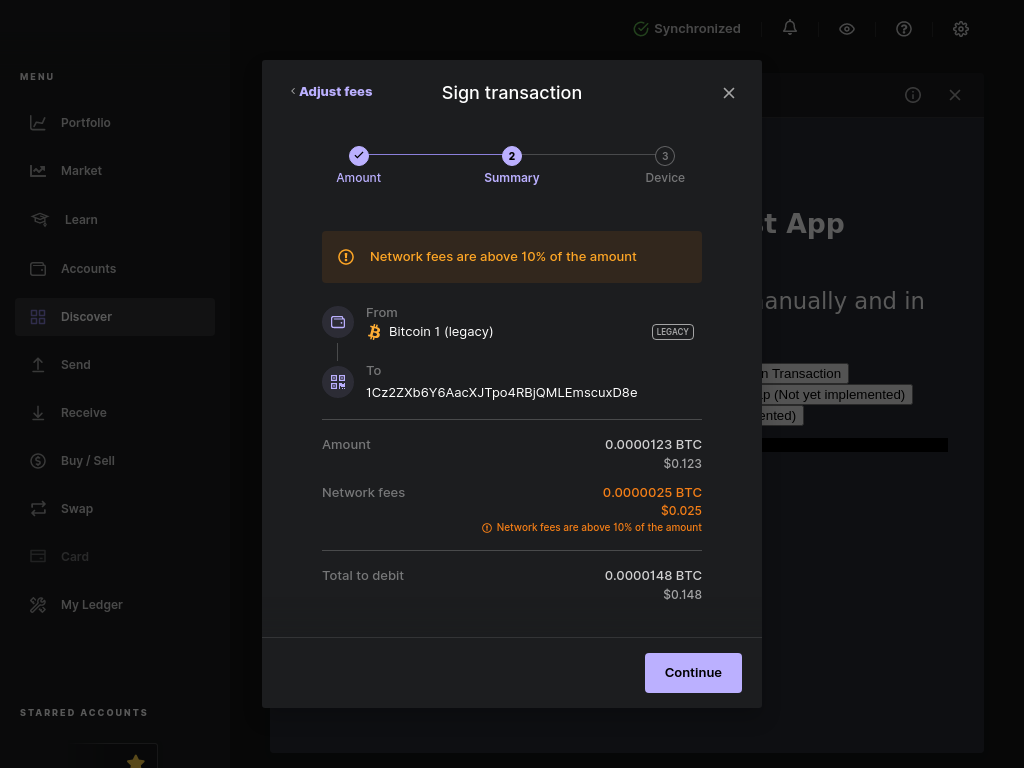 Synchronized
MENU
Portfolio
Market
Learn
Accounts
Discover
Send
Receive
Buy / Sell
Swap
Card
My Ledger
STARRED ACCOUNTS
Adjust fees
Sign transaction
Amount
2
Summary
3
Device
Network fees are above 10% of the amount
From
Bitcoin 1 (legacy)
LEGACY
To
1Cz2ZXb6Y6AacXJTpo4RBjQMLEmscuxD8e
Amount
0.0000123 BTC
$0.123
Network fees
0.0000025 BTC
$0.025
Network fees are above 10% of the amount
Total to debit
0.0000148 BTC
$0.148
Continue
App
and in
Transaction
(Not yet implemented)